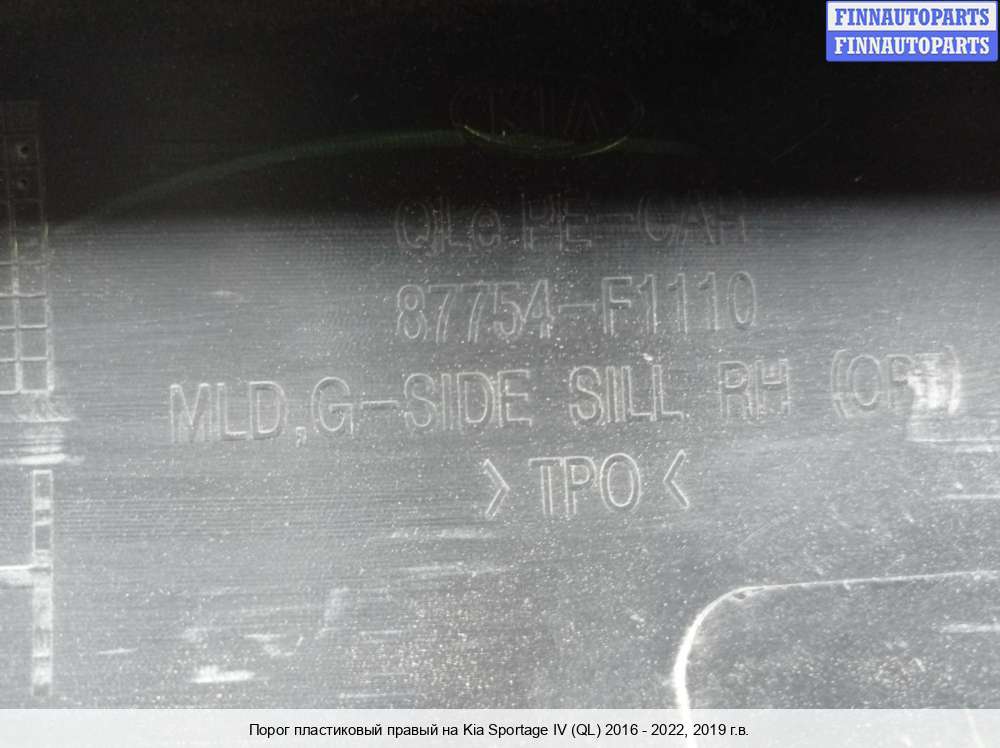 FINNAUTOPARTS
FINNAUTOPARTS
KIA
QLe PE-CAR
87754-F1110
MLD,G-SIDE SILL RH (OPT)
>TPO<
Порог пластиковый правый на Kia Sportage IV (QL) 2016 - 2022, 2019 г.в.